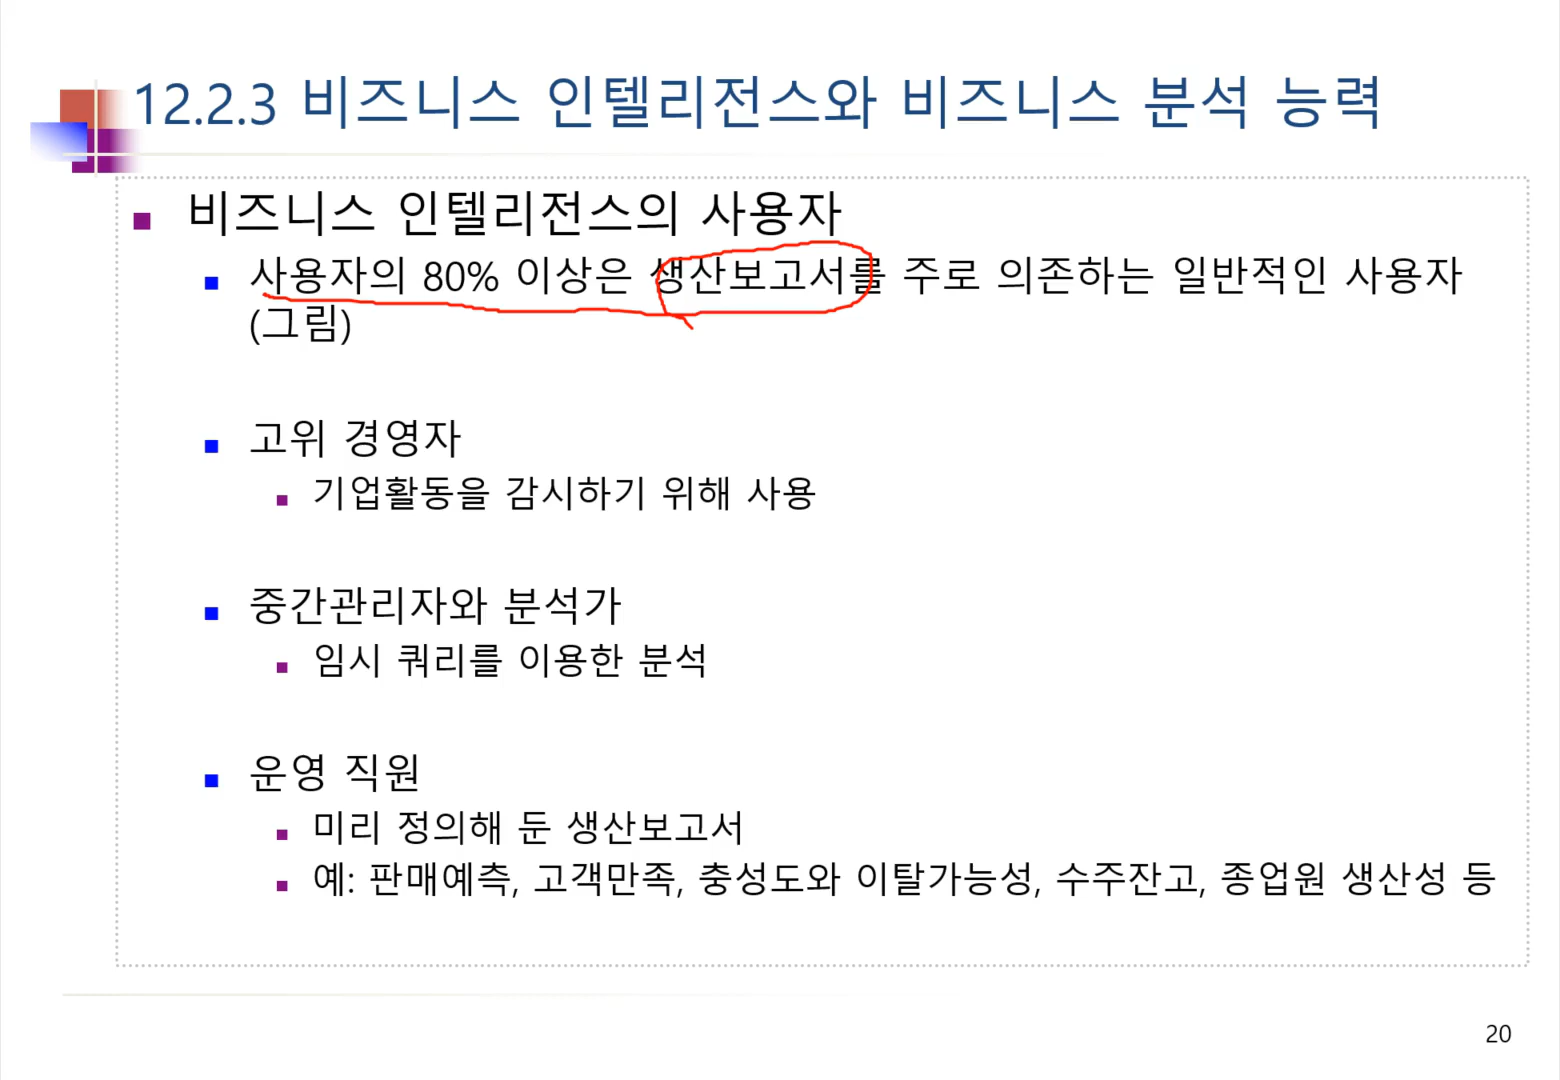 12.2.3 비즈니스 인텔리전스와 비즈니스 분석 능력
비즈니스 인텔리전스의 사용자
사용자의 80% 이상은 생산보고서를 주로 의존하는 일반적인 사용자
(그림)
고위 경영자
기업활동을 감시하기 위해 사용
중간관리자와 분석가
임시 쿼리를 이용한 분석
운영 직원
미리 정의해 둔 생산보고서
예: 판매예측, 고객만족, 충성도와 이탈가능성, 수주잔고, 종업원 생산성 등
20